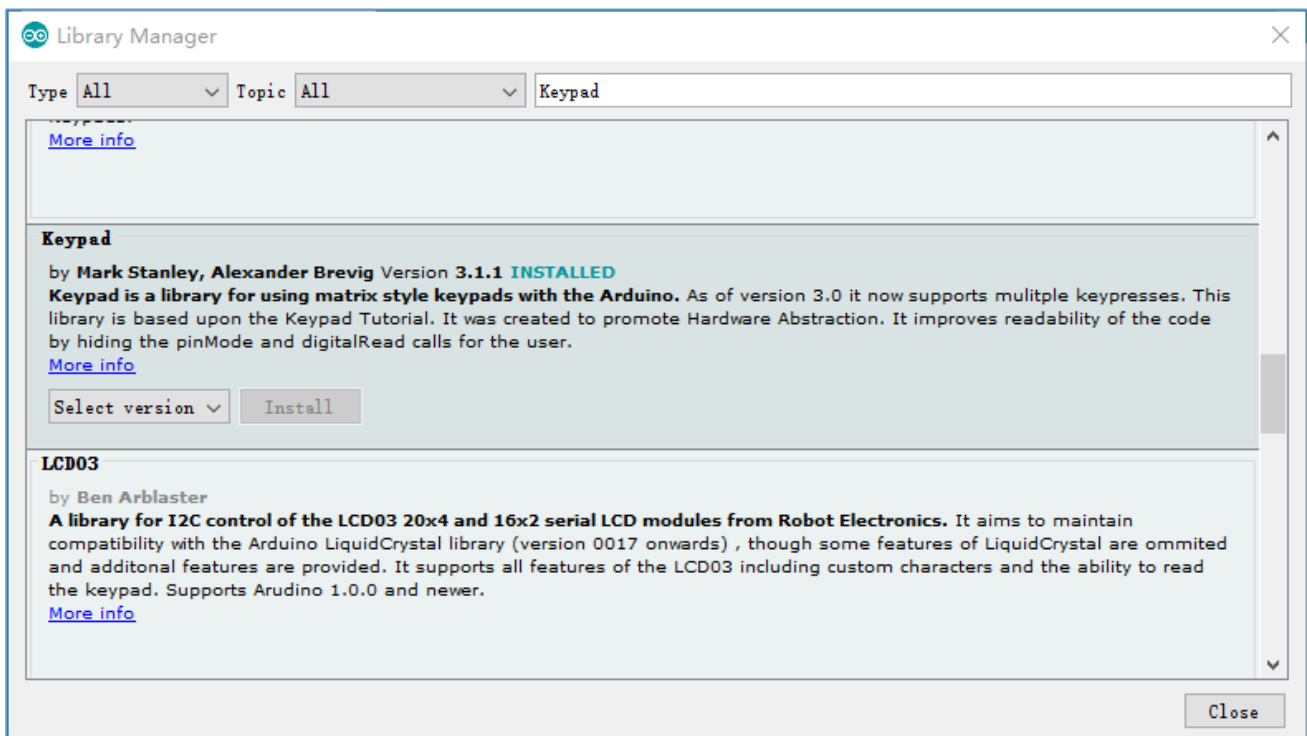 Library Manager
Type All Topic All Keypad
More info
Keypad
by Mark Stanley, Alexander Brevig Version 3.1.1 INSTALLED
Keypad is a library for using matrix style keypads with the Arduino. As of version 3.0 it now supports mulitple keypresses. This
library is based upon the Keypad Tutorial. It was created to promote Hardware Abstraction. It improves readability of the code
by hiding the pinMode and digitalRead calls for the user.
More info
Select version Install
LCD03
by Ben Arblaster
A library for I2C control of the LCD03 20x4 and 16x2 serial LCD modules from Robot Electronics. It aims to maintain
compatibility with the Arduino LiquidCrystal library (version 0017 onwards) , though some features of LiquidCrystal are ommited
and additonal features are provided. It supports all features of the LCD03 including custom characters and the ability to read
the keypad. Supports Arudino 1.0.0 and newer.
More info
Close